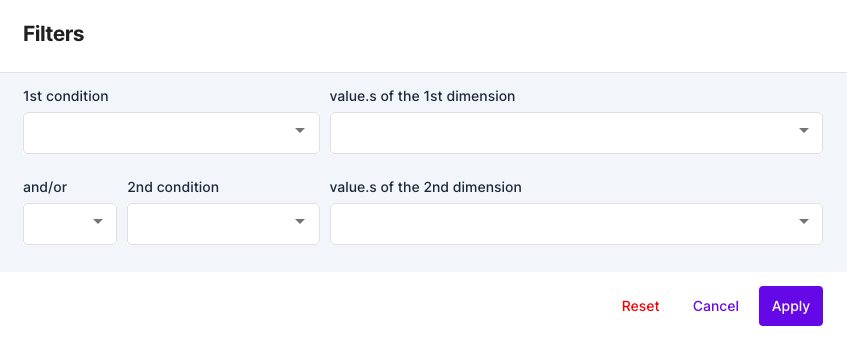 Filters
1st condition value.s of the 1st dimension
and/or 2nd condition value.s of the 2nd dimension
Reset Cancel Apply